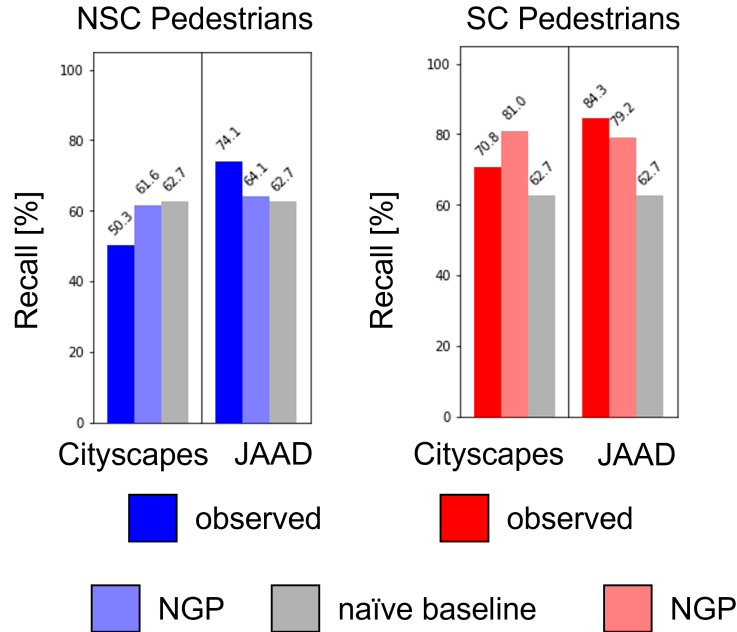 NSC Pedestrians
SC Pedestrians
Recall [%]
100
80
60
40
20
0
50.3
61.6
62.7
74.1
64.1
62.7
Cityscapes
JAAD
Recall [%]
100
80
60
40
20
0
70.8
81.0
62.7
84.3
79.2
62.7
Cityscapes
JAAD
observed
observed
NGP
naïve baseline
NGP